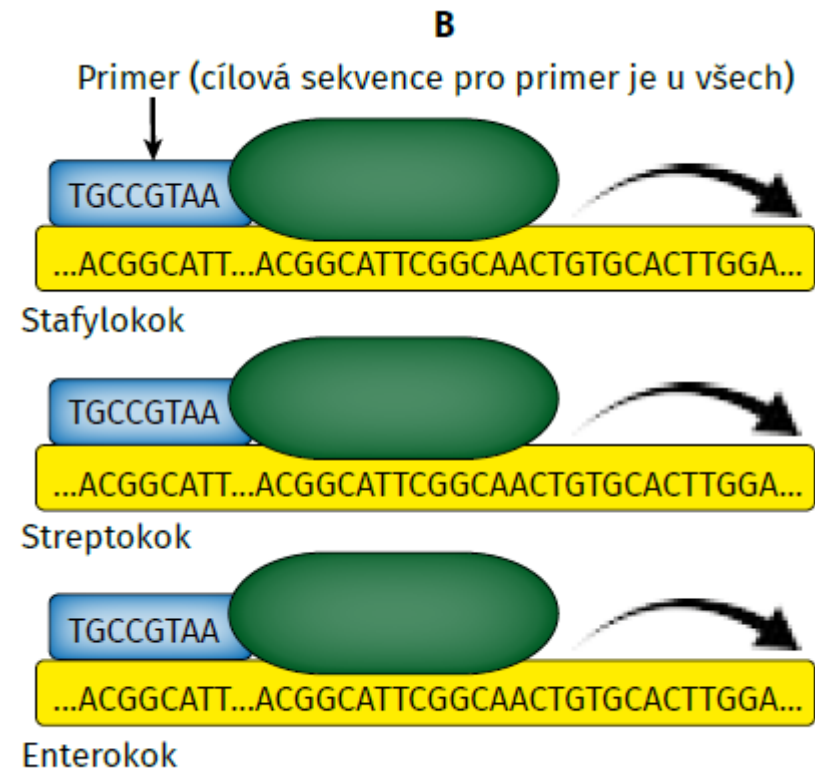 B
Primer (cílová sekvence pro primer je u všech)
TGCCGTAA
...ACGGCATT...ACGGCATTCGGCAACTGTGCACTTGGA...
Stafylokok
TGCCGTAA
...ACGGCATT...ACGGCATTCGGCAACTGTGCACTTGGA...
Streptokok
TGCCGTAA
...ACGGCATT...ACGGCATTCGGCAACTGTGCACTTGGA...
Enterokok